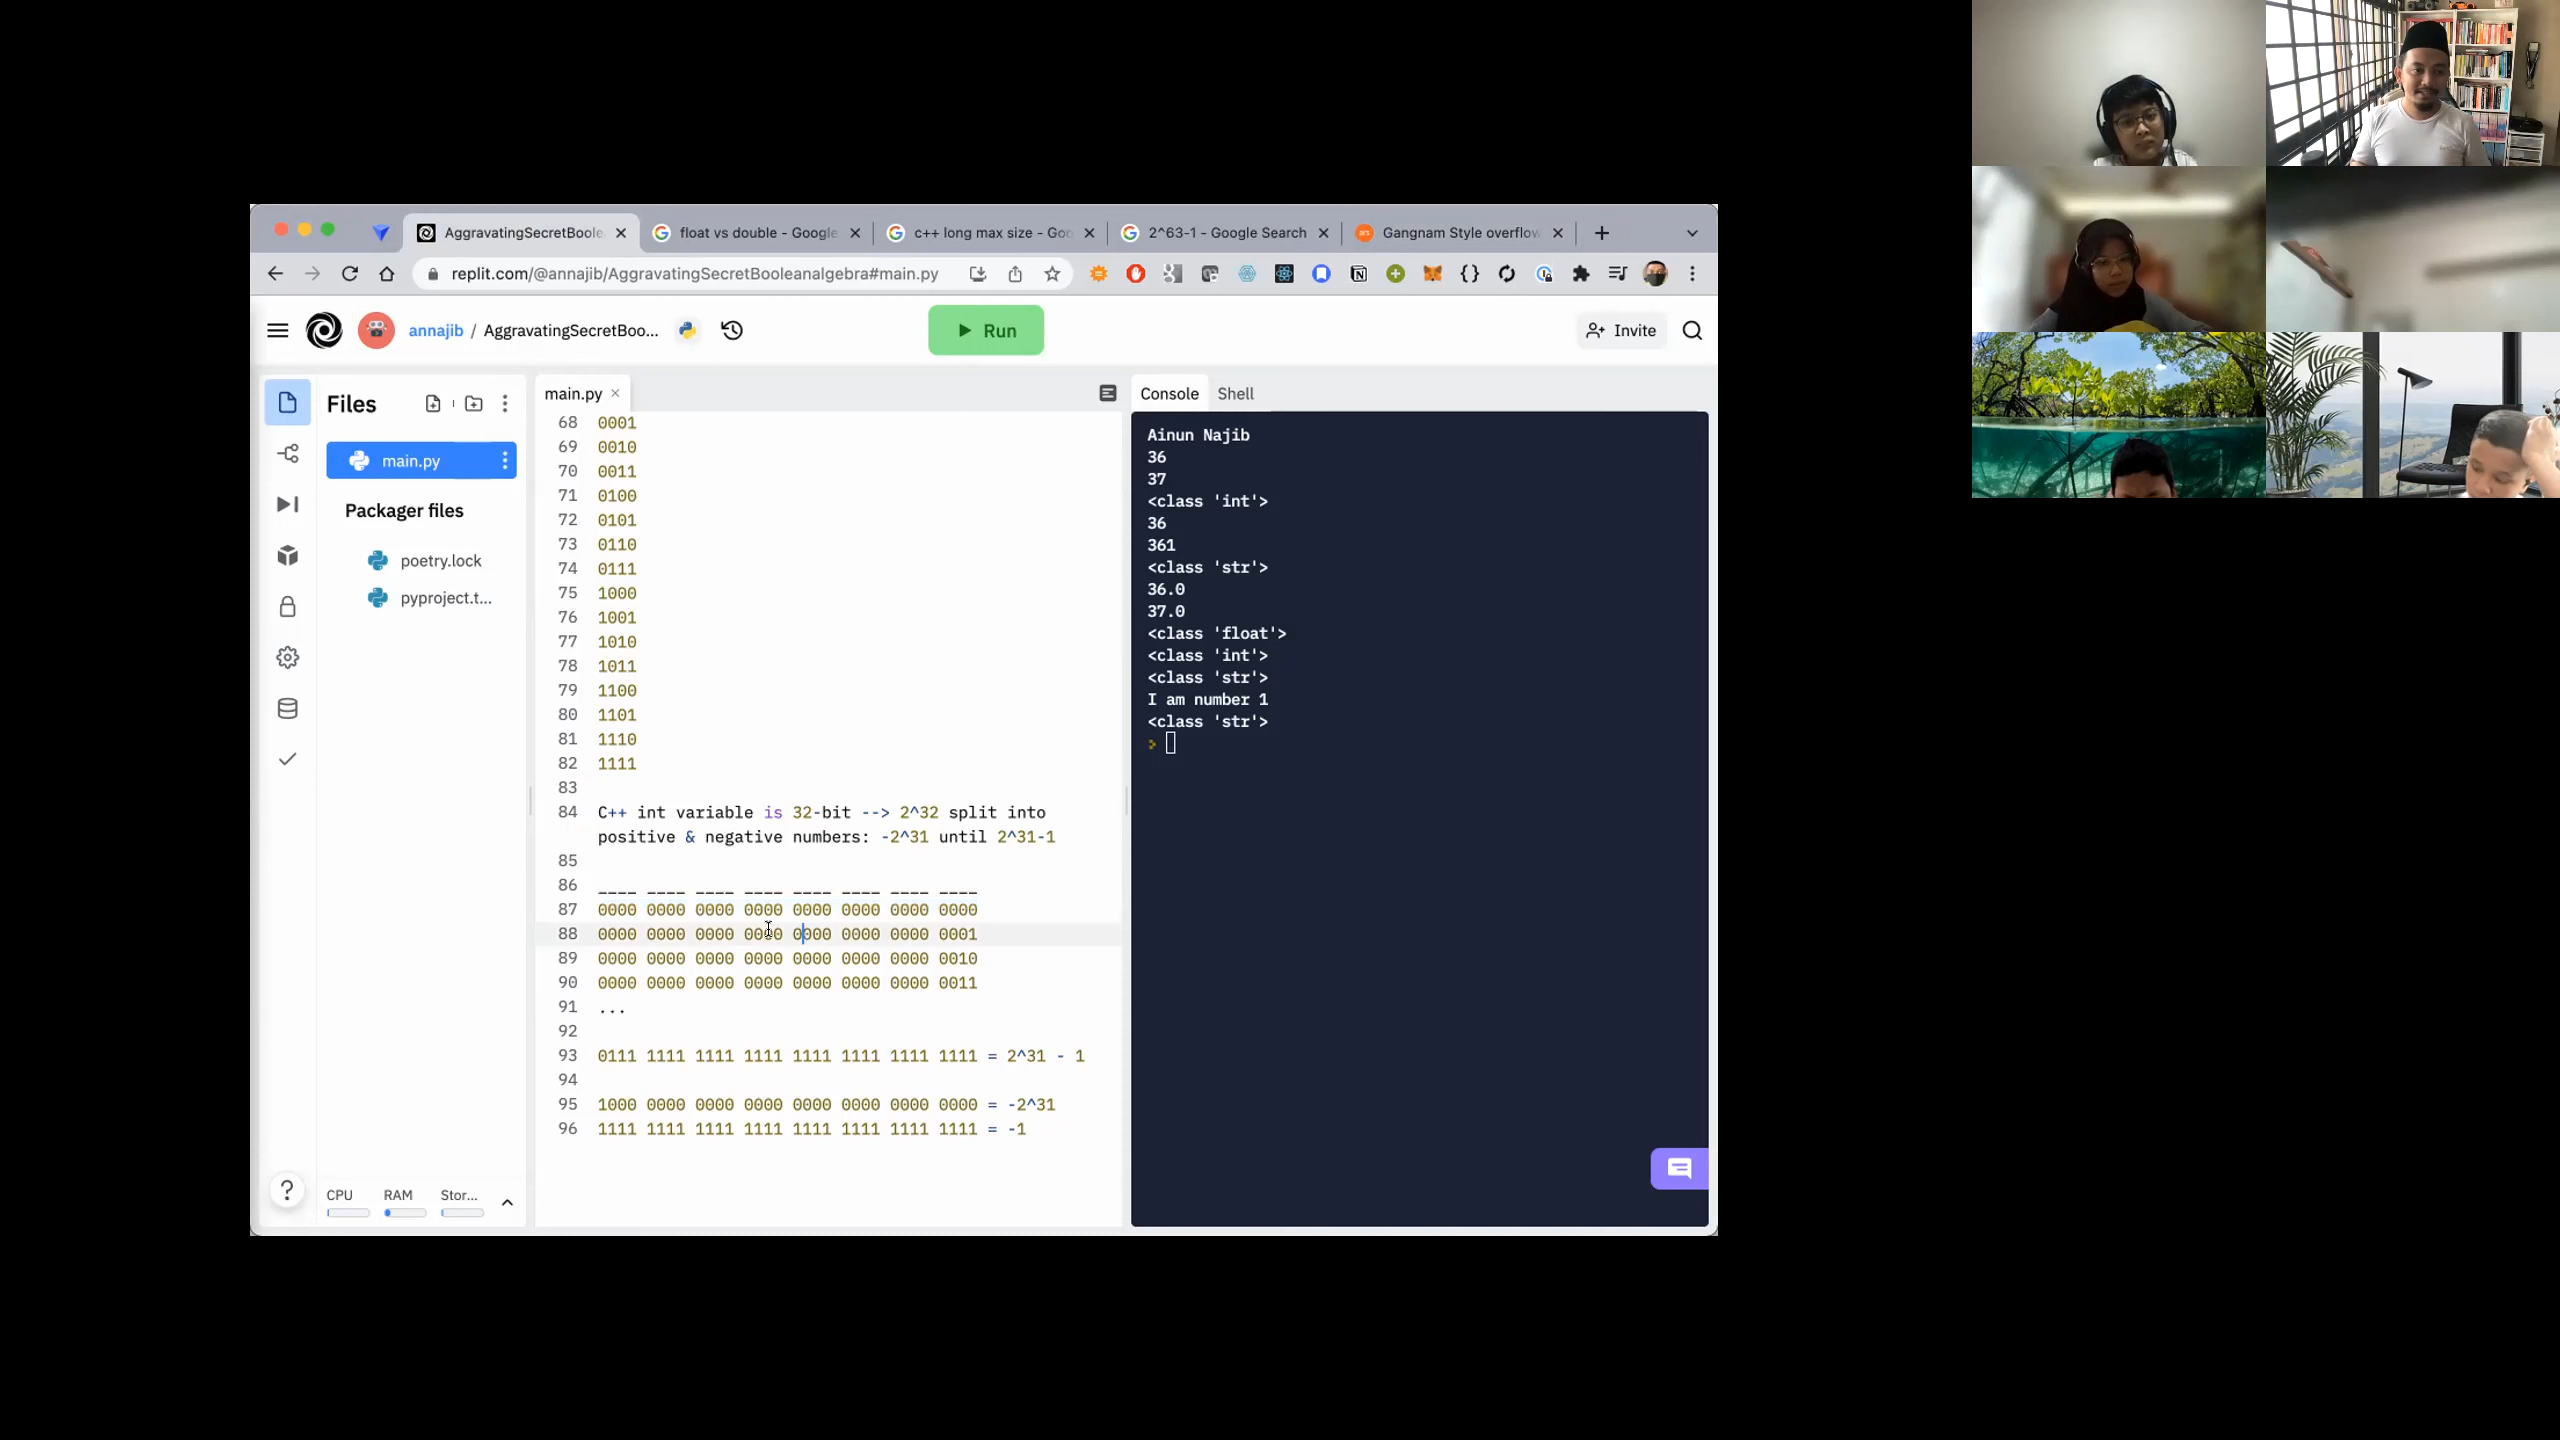 AggravatingSecretBoole
float vs double - Google
c++ long max size - Goo
2^63-1 - Google Search
Gangnam Style overflow
replit.com/@annajib/AggravatingSecretBooleanalgebra#main.py
annajib / AggravatingSecretBoo...
Run
Invite
Files
main.py
Packager files
poetry.lock
pyproject.t...
CPU RAM Stor...
main.py
68 0001
69 0010
70 0011
71 0100
72 0101
73 0110
74 0111
75 1000
76 1001
77 1010
78 1011
79 1100
80 1101
81 1110
82 1111
83
84 C++ int variable is 32-bit --> 2^32 split into
positive & negative numbers: -2^31 until 2^31-1
85
86 ____ ____ ____ ____ ____ ____ ____ ____
87 0000 0000 0000 0000 0000 0000 0000 0000
88 0000 0000 0000 0000 0000 0000 0000 0001
89 0000 0000 0000 0000 0000 0000 0000 0010
90 0000 0000 0000 0000 0000 0000 0000 0011
91 ...
92
93 0111 1111 1111 1111 1111 1111 1111 1111 = 2^31 - 1
94
95 1000 0000 0000 0000 0000 0000 0000 0000 = -2^31
96 1111 1111 1111 1111 1111 1111 1111 1111 = -1
Console Shell
Ainun Najib
36
37
<class 'int'>
36
361
<class 'str'>
36.0
37.0
<class 'float'>
<class 'int'>
<class 'str'>
I am number 1
<class 'str'>